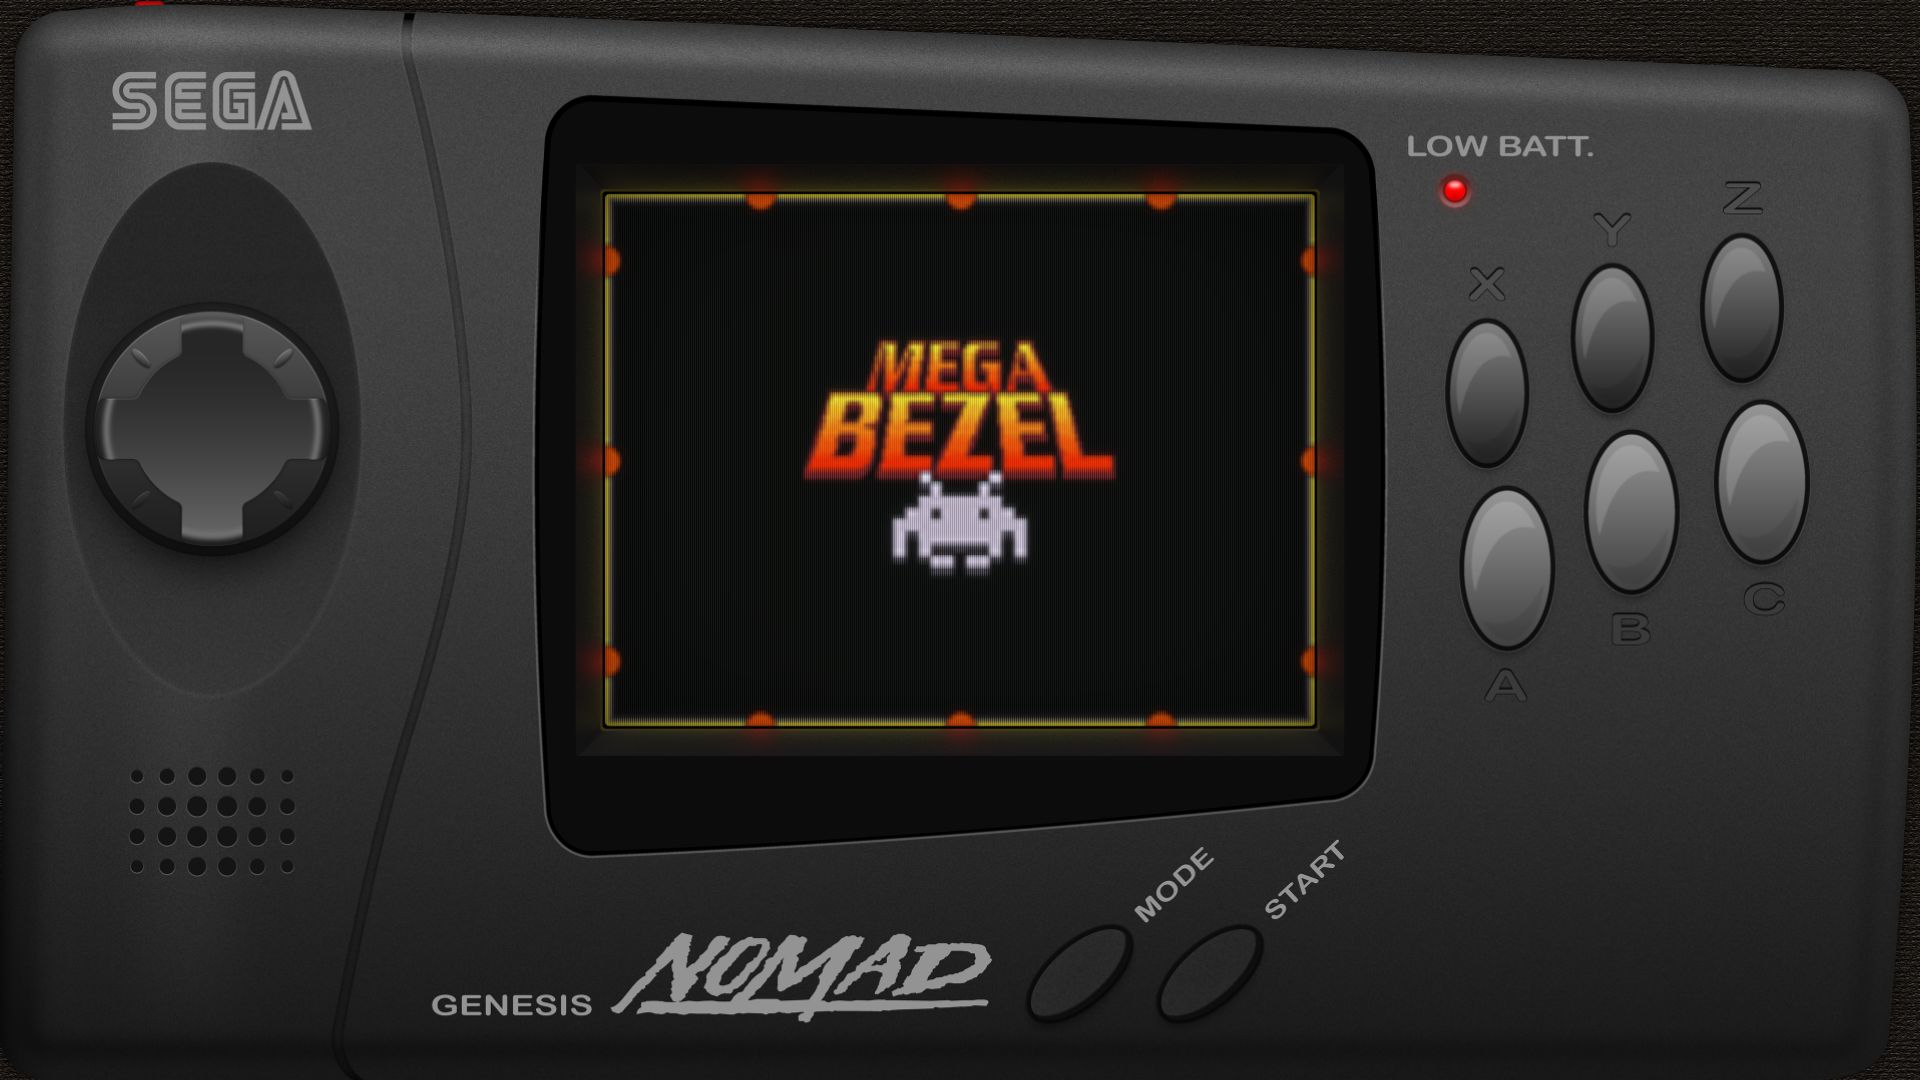 SEGA
LOW BATT.
Z
Y
X
MEGA
BEZEL
C
B
A
MODE
START
GENESIS NOMAD